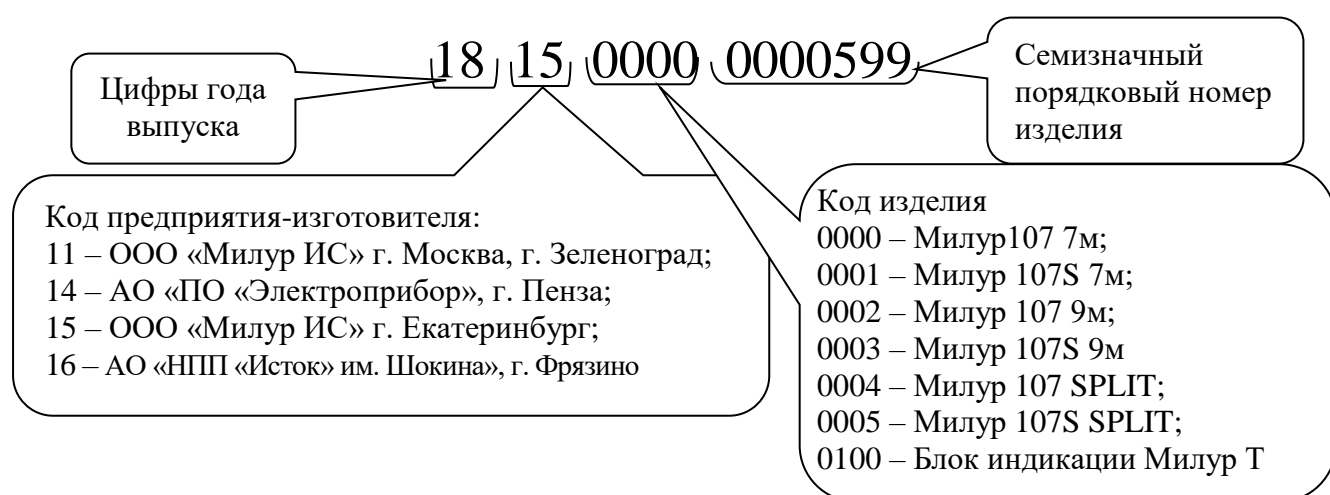 18 15 0000 0000599
Цифры года
выпуска
Семизначный
порядковый номер
изделия
Код предприятия-изготовителя:
11 – ООО «Милур ИС» г. Москва, г. Зеленоград;
14 – АО «ПО «Электроприбор», г. Пенза;
15 – ООО «Милур ИС» г. Екатеринбург;
16 – АО «НПП «Исток» им. Шокина», г. Фрязино
Код изделия
0000 – Милур107 7м;
0001 – Милур 107S 7м;
0002 – Милур 107 9м;
0003 – Милур 107S 9м
0004 – Милур 107 SPLIT;
0005 – Милур 107S SPLIT;
0100 – Блок индикации Милур Т